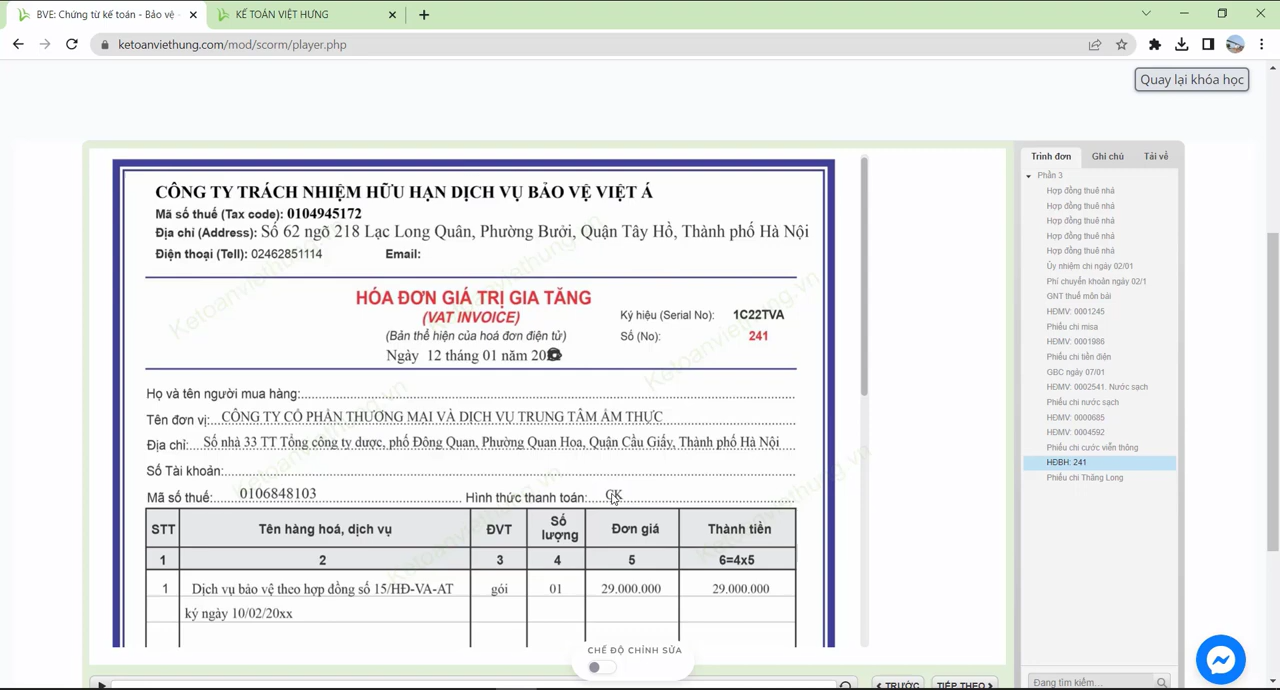 BVE: Chứng từ kế toán - Bảo vệ
KẾ TOÁN VIỆT HƯNG
ketoanviethung.com/mod/scorm/player.php
Quay lại khóa học
CÔNG TY TRÁCH NHIỆM HỮU HẠN DỊCH VỤ BẢO VỆ VIỆT Á
Mã số thuế (Tax code): 0104945172
Địa chỉ (Address): Số 62 ngõ 218 Lạc Long Quân, Phường Bưởi, Quận Tây Hồ, Thành phố Hà Nội
Điện thoại (Tell): 02462851114 Email:
HÓA ĐƠN GIÁ TRỊ GIA TĂNG
(VAT INVOICE)
(Bản thể hiện của hoá đơn điện tử)
Ngày 12 tháng 01 năm
Ký hiệu (Serial No): 1C22TVA
Số (No): 241
Họ và tên người mua hàng:
Tên đơn vị: CÔNG TY CỔ PHẦN THƯƠNG MẠI VÀ DỊCH VỤ TRUNG TÂM ẨM THỰC
Địa chỉ: Số nhà 33 TT Tổng công ty dược, phố Đông Quan, Phường Quan Hoa, Quận Cầu Giấy, Thành phố Hà Nội
Số Tài khoản:
Mã số thuế: 0106848103 Hình thức thanh toán: CK
STT Tên hàng hoá, dịch vụ ĐVT Số lượng Đơn giá Thành tiền
1 2 3 4 5 6=4x5
1 Dịch vụ bảo vệ theo hợp đồng số 15/HĐ-VA-AT gói 01 29.000.000 29.000.000
ký ngày 10/02/20xx
Ketoanviethung.vn
Ketoanviethung.vn
Ketoanviethung.vn
Ketoanviethung.vn
CHẾ ĐỘ CHỈNH SỬA
TRƯỚC
TIẾP THEO
Trình đơn Ghi chú Tải về
Phần 3
Hợp đồng thuê nhà
Hợp đồng thuê nhà
Hợp đồng thuê nhà
Hợp đồng thuê nhà
Hợp đồng thuê nhà
Ủy nhiệm chi ngày 02/01
Phí chuyển khoản ngày 02/1
GNT thuế môn bài
HĐMV: 0001245
Phiếu chi misa
HĐMV: 0001986
Phiếu chi tiền điện
GBC ngày 07/01
HĐMV: 0002541. Nước sạch
Phiếu chi nước sạch
HĐMV: 0000685
HĐMV: 0004592
Phiếu chi cước viễn thông
HĐBH: 241
Phiếu chi Thăng Long
Đang tìm kiếm...